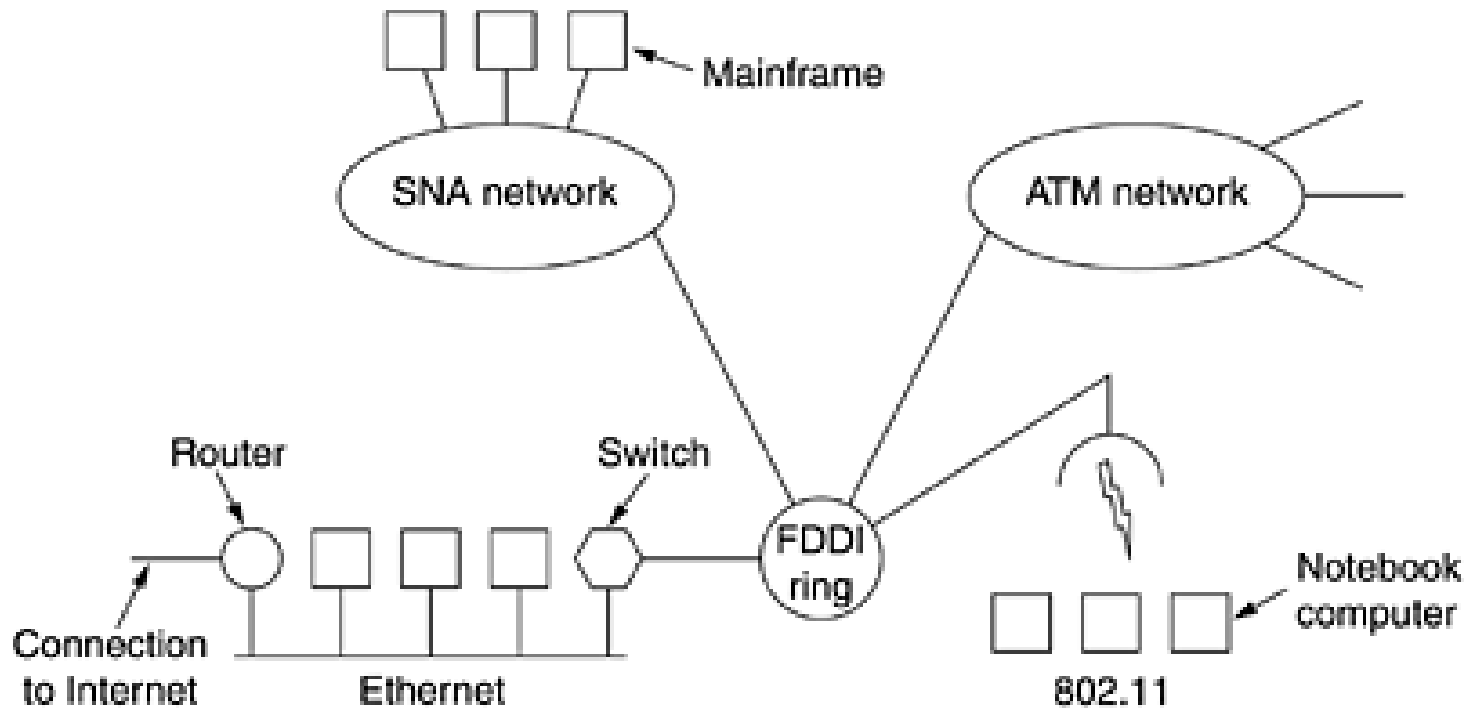 Mainframe
SNA network
ATM network
Router
Switch
FDDI
ring
Notebook
computer
Connection
to Internet
Ethernet
802.11